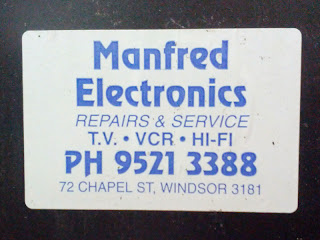 Manfred
Electronics
REPAIRS & SERVICE
T.V. • VCR • HI-FI
PH 9521 3388
72 CHAPEL ST, WINDSOR 3181